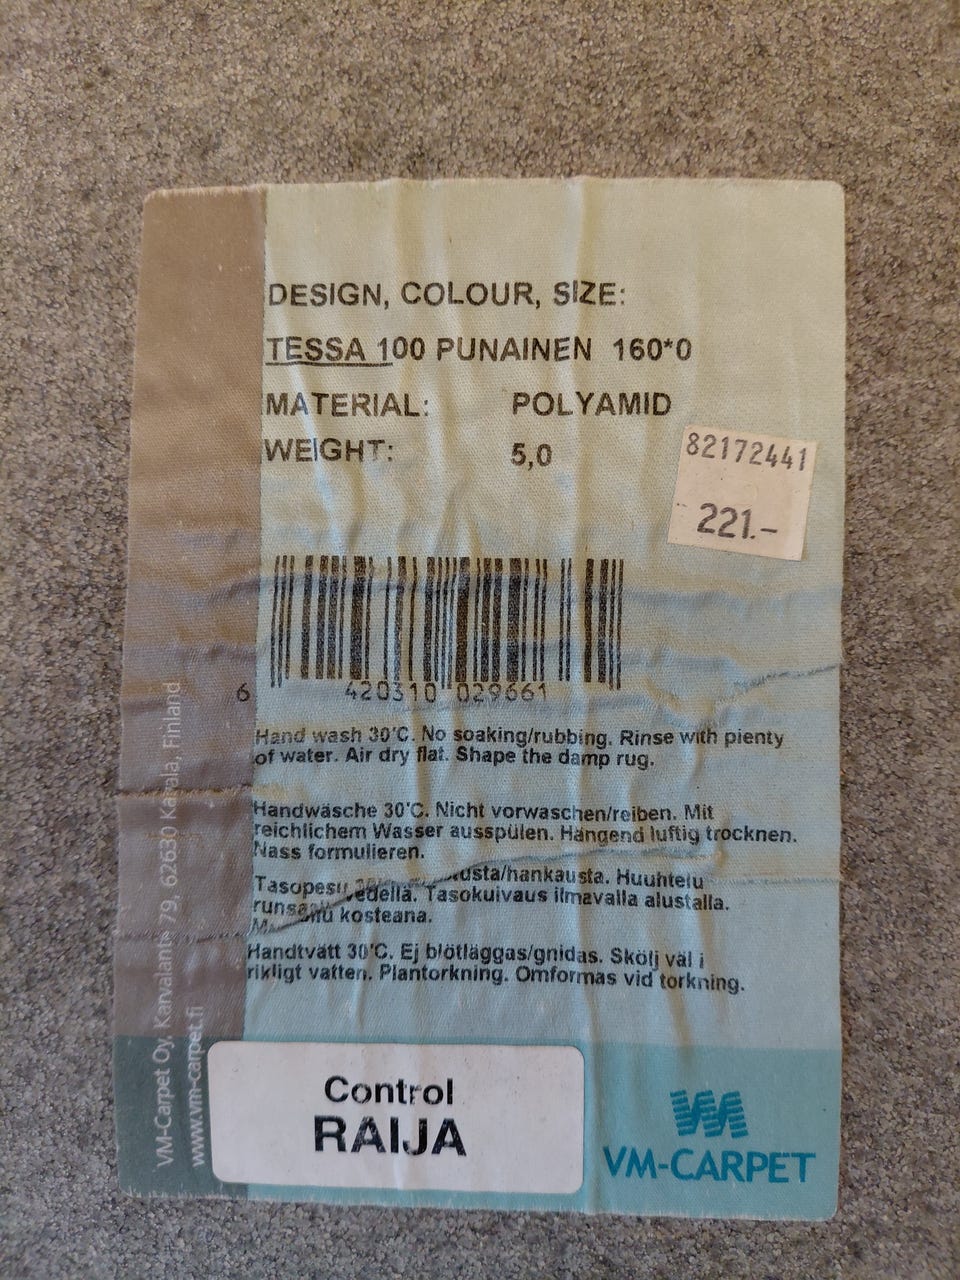 DESIGN, COLOUR, SIZE:
TESSA 100 PUNAINEN 160*0
MATERIAL: POLYAMID
WEIGHT: 5,0
82172441
221.-
6 420310 029661
Hand wash 30'C. No soaking/rubbing. Rinse with plenty
of water. Air dry flat. Shape the damp rug.
Handwäsche 30'C. Nicht vorwaschen/reiben. Mit
reichlichem Wasser ausspülen. Hängend luftig trocknen.
Nass formulieren.
Tasopesu /hankausta. Huuhtelu
vedellä. Tasokuivaus ilmavalla alustalla.
kosteana.
Handtvätt 30'C. Ej blötläggas/gnidas. Skölj väl i
rikligt vatten. Plantorkning. Omformas vid torkning.
VM-Carpet Oy, 79, 62630 Finland
www.vm-carpet.fi
Control
RAIJA
VM-CARPET